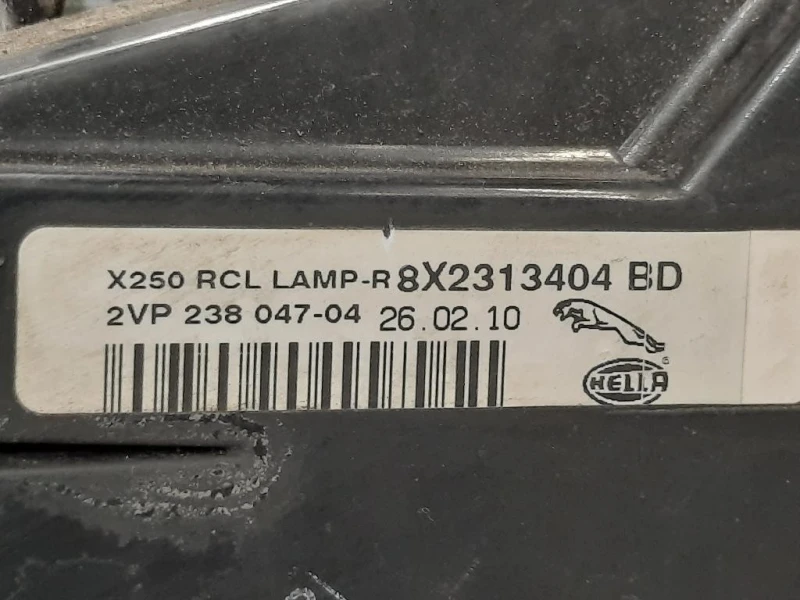 X250 RCL LAMP-R 8X2313404 BD
2VP 238 047-04 26.02.10
HELLA